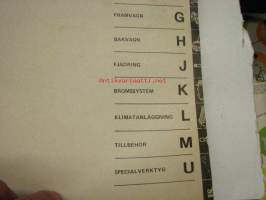 FRAMVAGN G
BAKVAGN H
FJÄDRING J
BROMSSYSTEM K
KLIMATANLÄGGNING L
TILLBEHÖR M
SPECIALVERKTYG U